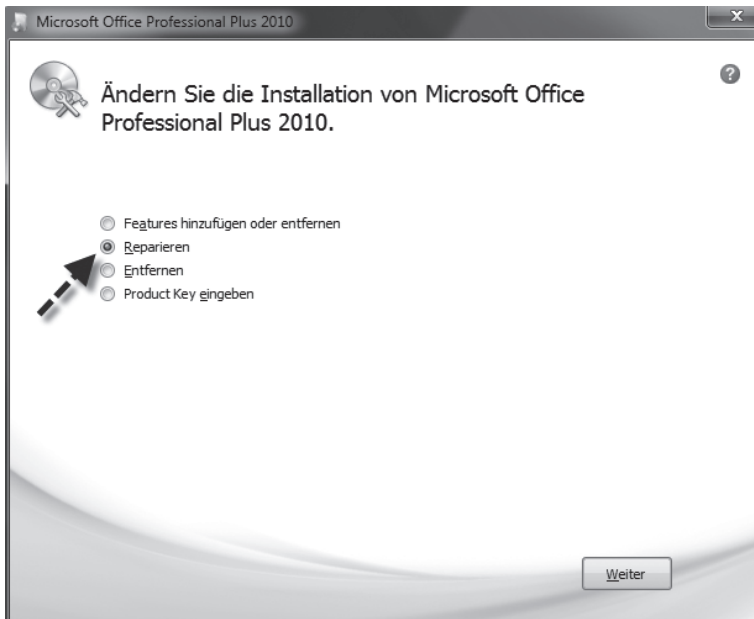 Microsoft Office Professional Plus 2010
Ändern Sie die Installation von Microsoft Office
Professional Plus 2010.
Features hinzufügen oder entfernen
Reparieren
Entfernen
Product Key eingeben
Weiter